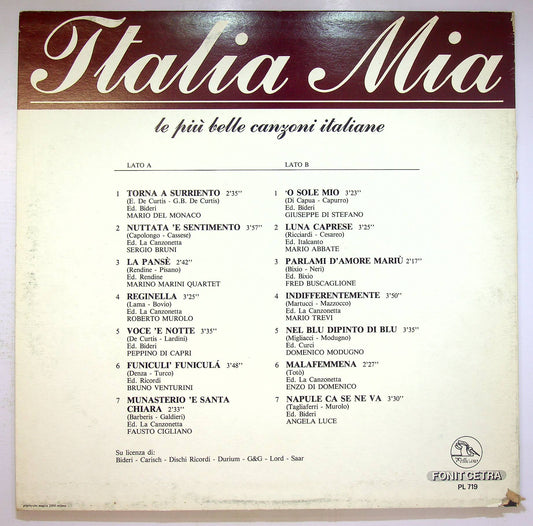 Italia Mia
le più belle canzoni italiane
LATO A
1 TORNA A SURRIENTO 2'35''
(E. De Curtis - G.B. De Curtis)
Ed. Bideri
MARIO DEL MONACO
2 NUTTATA 'E SENTIMENTO 3'57''
(Capolongo - Cassese)
Ed. La Canzonetta
SERGIO BRUNI
3 LA PANSÈ 2'42''
(Rendine - Pisano)
Ed. Rendine
MARINO MARINI QUARTET
4 REGINELLA 3'25''
(Lama - Bovio)
Ed. La Canzonetta
ROBERTO MUROLO
5 VOCE 'E NOTTE 3'35''
(De Curtis - Lardini)
Ed. Bideri
PEPPINO DI CAPRI
6 FUNICULI' FUNICULÁ 3'48''
(Denza - Turco)
Ed. Ricordi
BRUNO VENTURINI
7 MUNASTERIO 'E SANTA
CHIARA 2'33''
(Barberis - Galdieri)
Ed. La Canzonetta
FAUSTO CIGLIANO
LATO B
1 'O SOLE MIO 3'23''
(Di Capua - Capurro)
Ed. Bideri
GIUSEPPE DI STEFANO
2 LUNA CAPRESE 3'25''
(Ricciardi - Cesareo)
Ed. Italcanto
MARIO ABBATE
3 PARLAMI D'AMORE MARIÙ 2'17''
(Bixio - Neri)
Ed. Bixio
FRED BUSCAGLIONE
4 INDIFFERENTEMENTE 3'50''
(Martucci - Mazzocco)
Ed. La Canzonetta
MARIO TREVI
5 NEL BLU DIPINTO DI BLU 3'35''
(Migliacci - Modugno)
Ed. Curci
DOMENICO MODUGNO
6 MALAFEMMENA 2'27''
(Totò)
Ed. La Canzonetta
ENZO DI DOMENICO
7 NAPULE CA SE NE VA 3'30''
(Tagliaferri - Murolo)
Ed. Bideri
ANGELA LUCE
Su licenza di:
Bideri - Carisch - Dischi Ricordi - Durium - G&G - Lord - Saar
Pellicano
FONIT CETRA
PL 719